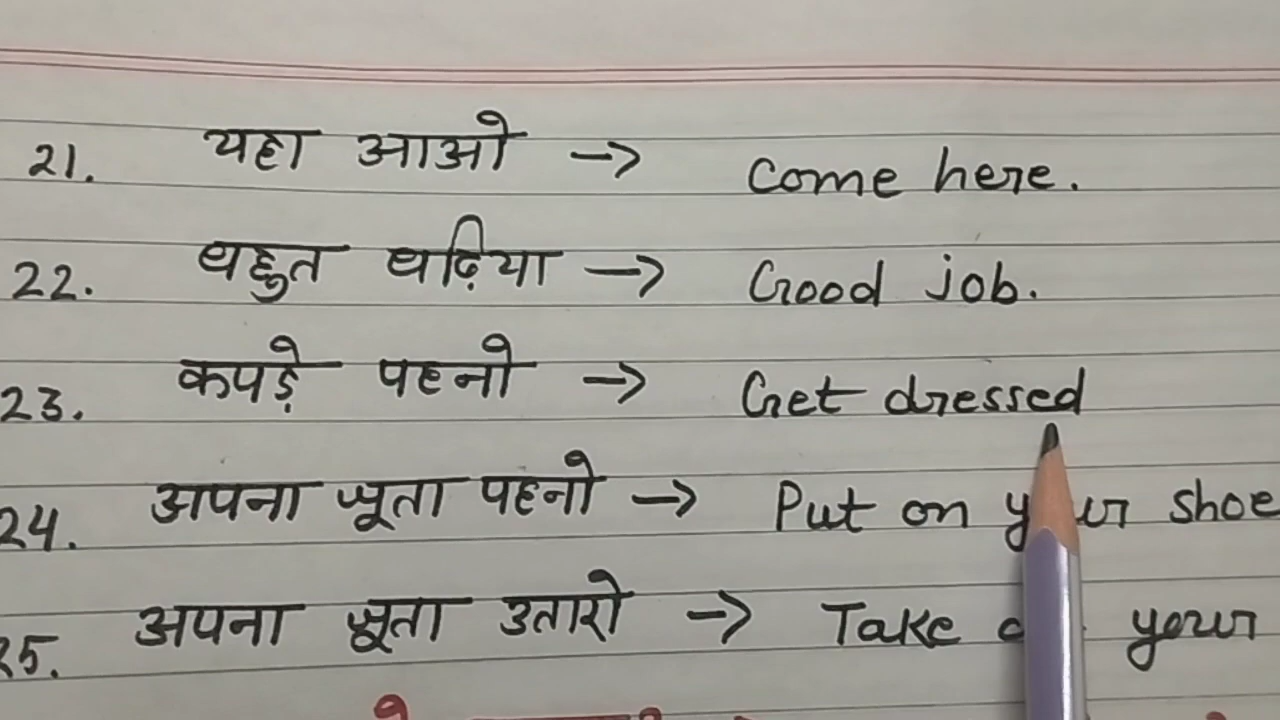 21. यहा आओ -> Come here.
22. बहुत बढ़िया -> Good job.
23. कपड़े पहनो -> Get dressed
24. अपना जूता पहनो -> Put on your shoe
25. अपना जूता उतारो -> Take your